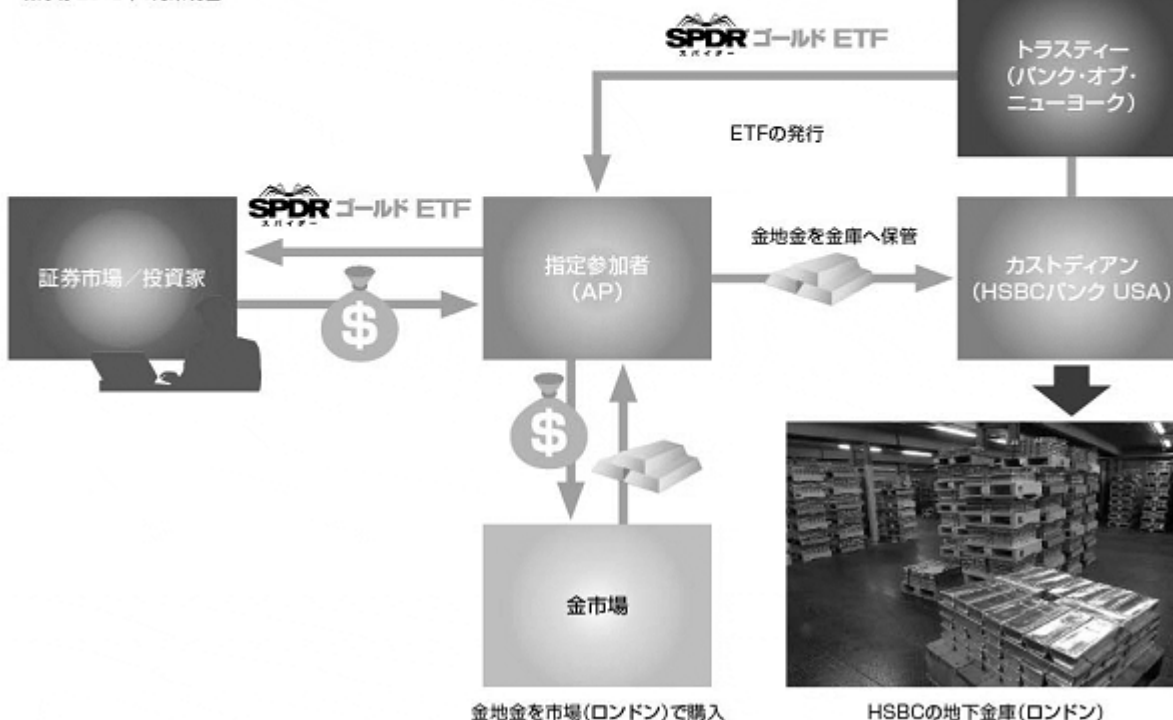 SPDR ゴールド ETF
スパイダー
トラスティー
(バンク・オブ・
ニューヨーク)
ETFの発行
SPDR ゴールド ETF
スパイダー
証券市場/投資家
$
指定参加者
(AP)
金地金を金庫へ保管
カストディアン
(HSBCバンク USA)
$
金市場
金地金を市場(ロンドン)で購入
HSBCの地下金庫(ロンドン)